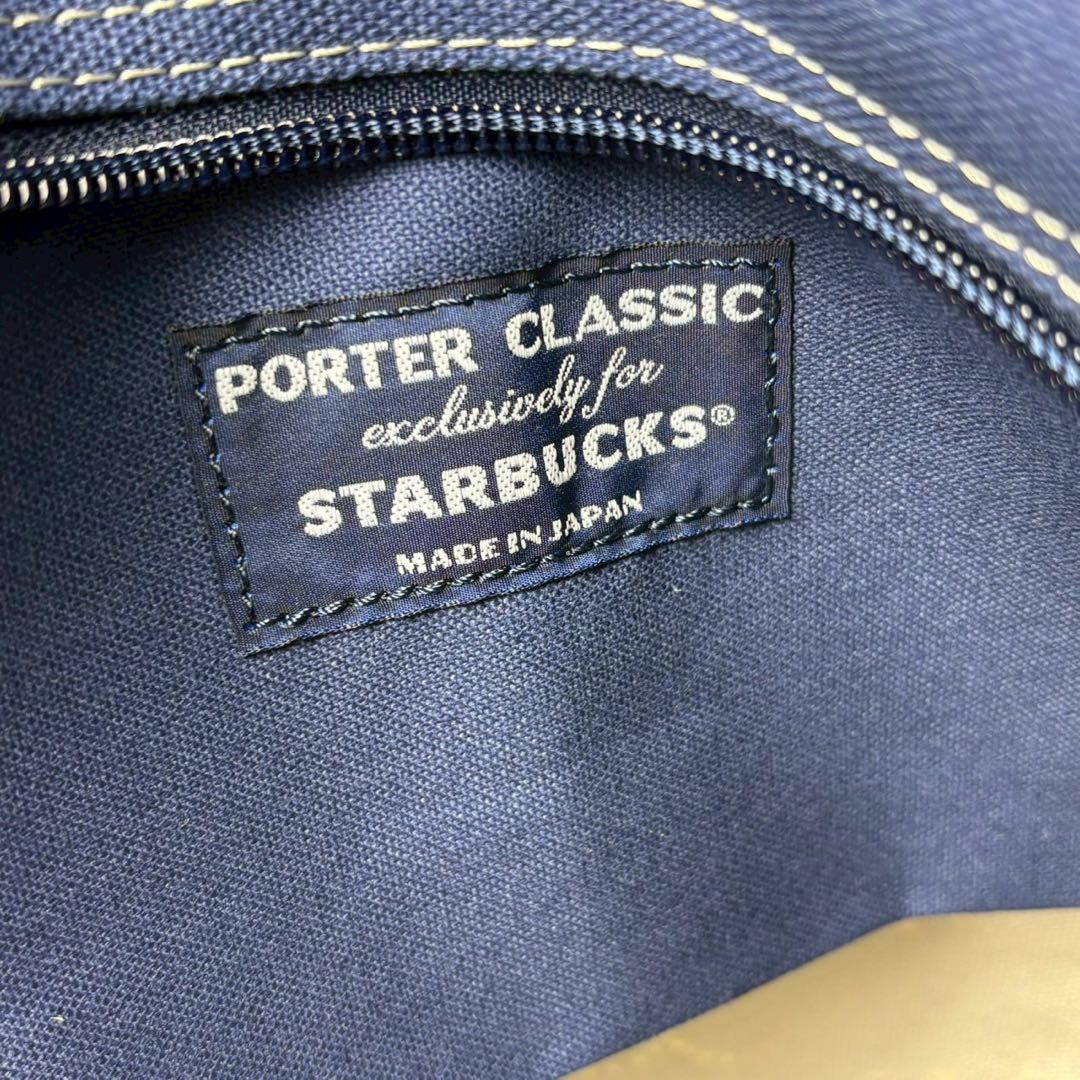 PORTER CLASSIC
exclusively for
STARBUCKS®
MADE IN JAPAN